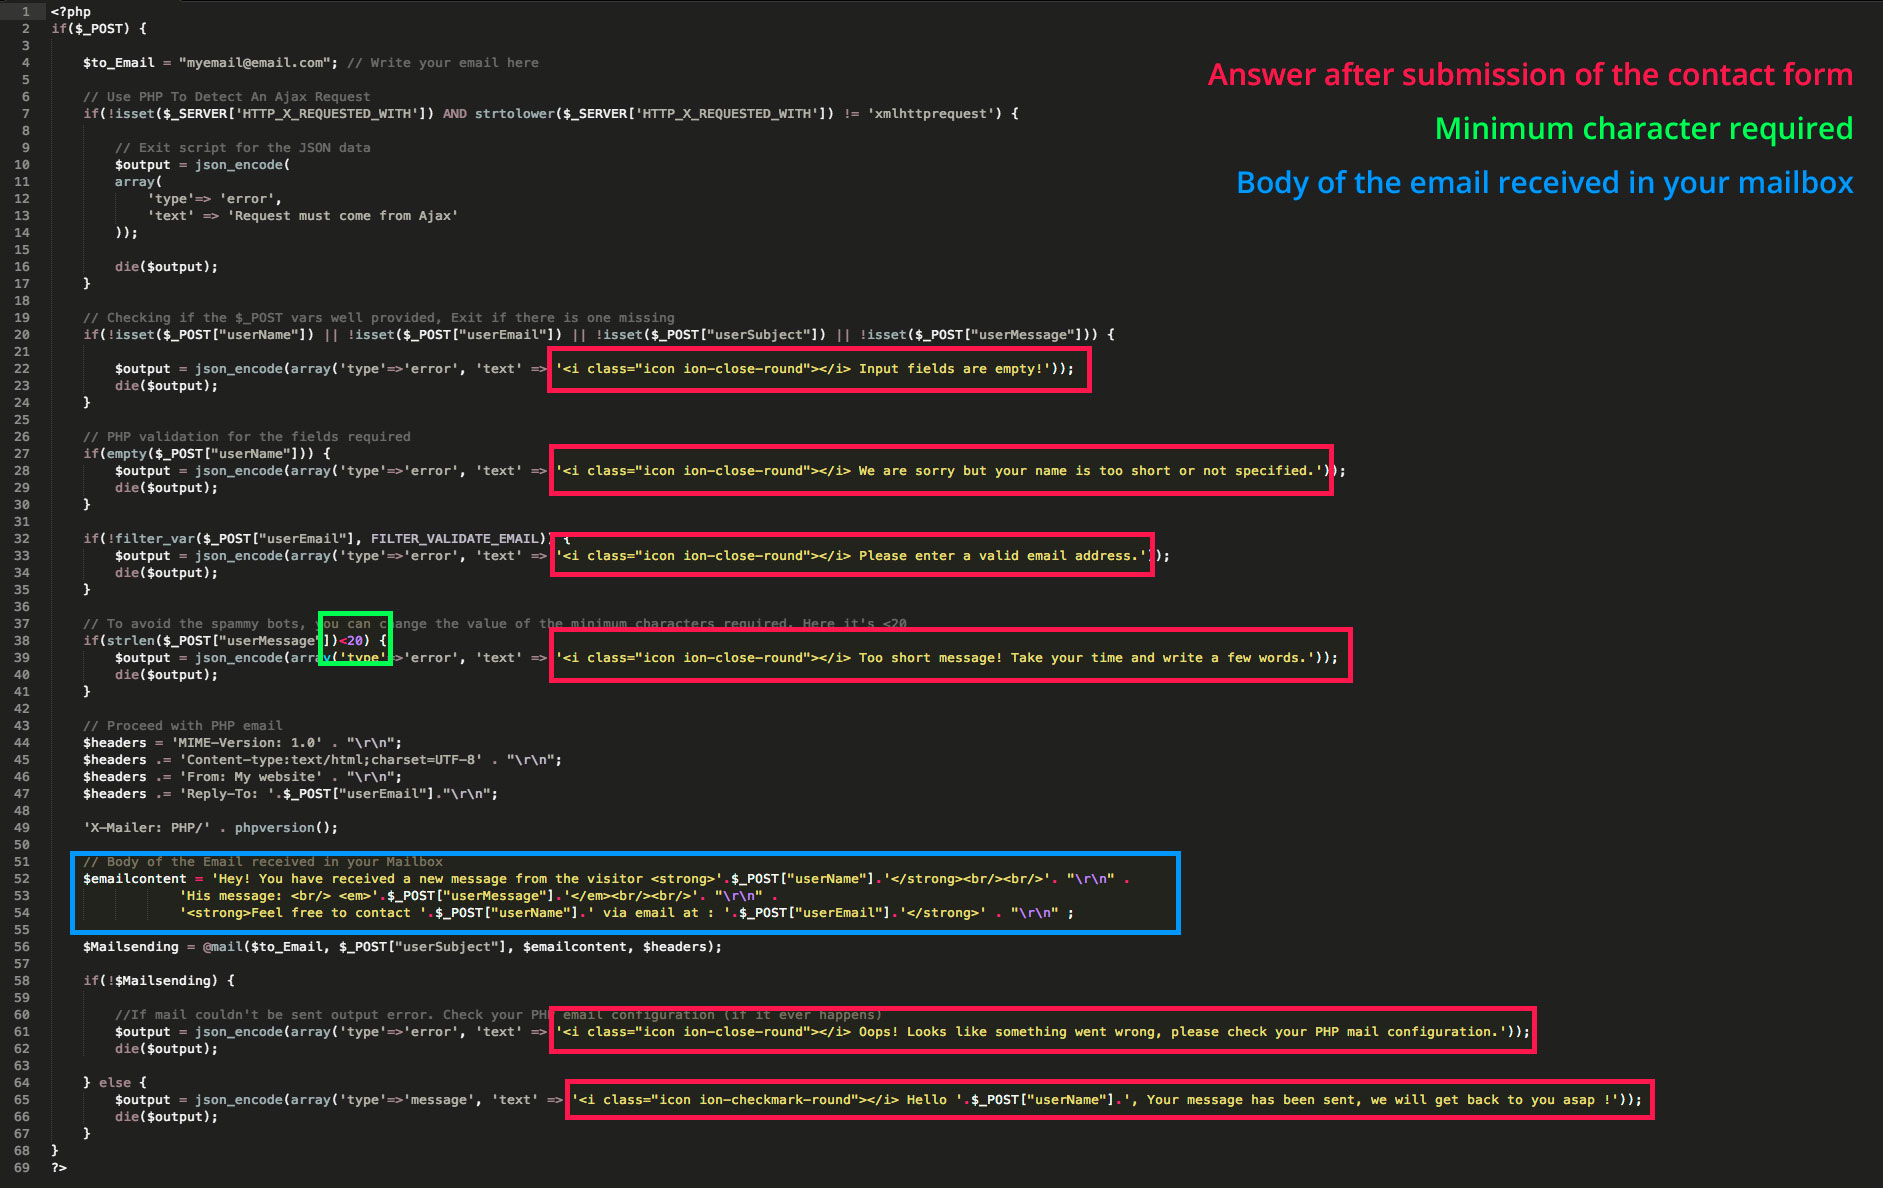 1 <?php
2 if($_POST) {
3
4 $to_Email = "myemail@email.com"; // Write your email here
Answer after submission of the contact form
5
6 // Use PHP To Detect An Ajax Request
7 if(!isset($_SERVER['HTTP_X_REQUESTED_WITH']) AND strtolower($_SERVER['HTTP_X_REQUESTED_WITH']) != 'xmlhttprequest') {
Minimum character required
8
9 // Exit script for the JSON data
10 $output = json_encode(
11 array(
Body of the email received in your mailbox
12 'type'=> 'error',
13 'text' => 'Request must come from Ajax'
14 ));
15
16 die($output);
17 }
18
19 // Checking if the $_POST vars well provided, Exit if there is one missing
20 if(!isset($_POST["userName"]) || !isset($_POST["userEmail"]) || !isset($_POST["userSubject"]) || !isset($_POST["userMessage"])) {
21
22 $output = json_encode(array('type'=>'error', 'text' => '<i class="icon ion-close-round"></i> Input fields are empty!'));
23 die($output);
24 }
25
26 // PHP validation for the fields required
27 if(empty($_POST["userName"])) {
28 $output = json_encode(array('type'=>'error', 'text' => '<i class="icon ion-close-round"></i> We are sorry but your name is too short or not specified.'));
29 die($output);
30 }
31
32 if(!filter_var($_POST["userEmail"], FILTER_VALIDATE_EMAIL)) {
33 $output = json_encode(array('type'=>'error', 'text' => '<i class="icon ion-close-round"></i> Please enter a valid email address.'));
34 die($output);
35 }
36
37 // To avoid the spammy bots, you can change the value of the minimum characters required. Here it's <20
38 if(strlen($_POST["userMessage"])<20) {
39 $output = json_encode(array('type'=>'error', 'text' => '<i class="icon ion-close-round"></i> Too short message! Take your time and write a few words.'));
40 die($output);
41 }
42
43 // Proceed with PHP email
44 $headers = 'MIME-Version: 1.0' . "\r\n";
45 $headers .= 'Content-type:text/html;charset=UTF-8' . "\r\n";
46 $headers .= 'From: My website' . "\r\n";
47 $headers .= 'Reply-To: '.$_POST["userEmail"]."\r\n";
48
49 'X-Mailer: PHP/' . phpversion();
50
51 // Body of the Email received in your Mailbox
52 $emailcontent = 'Hey! You have received a new message from the visitor <strong>'.$_POST["userName"].'</strong><br/><br/>'. "\r\n" .
53 'His message: <br/> <em>'.$_POST["userMessage"].'</em><br/><br/>'. "\r\n" .
54 '<strong>Feel free to contact '.$_POST["userName"].' via email at : '.$_POST["userEmail"].'</strong>' . "\r\n" ;
55
56 $Mailsending = @mail($to_Email, $_POST["userSubject"], $emailcontent, $headers);
57
58 if(!$Mailsending) {
59
60 //If mail couldn't be sent output error. Check your PHP email configuration (if it ever happens)
61 $output = json_encode(array('type'=>'error', 'text' => '<i class="icon ion-close-round"></i> Oops! Looks like something went wrong, please check your PHP mail configuration.'));
62 die($output);
63
64 } else {
65 $output = json_encode(array('type'=>'message', 'text' => '<i class="icon ion-checkmark-round"></i> Hello '.$_POST["userName"].', Your message has been sent, we will get back to you asap !'));
66 die($output);
67 }
68 }
69 ?>